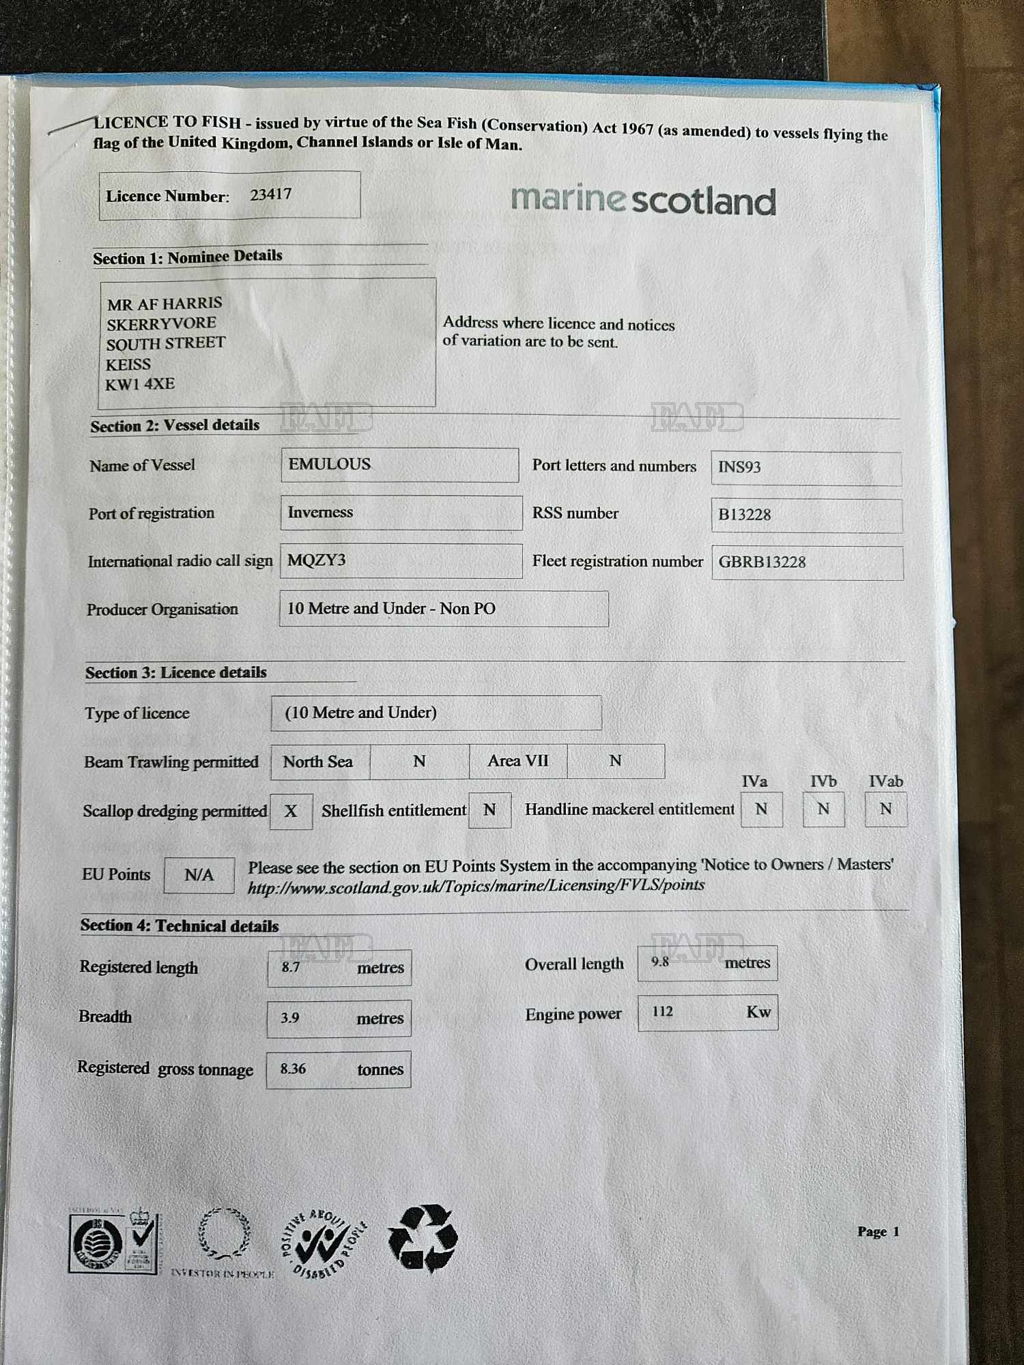 LICENCE TO FISH - issued by virtue of the Sea Fish (Conservation) Act 1967 (as amended) to vessels flying the
flag of the United Kingdom, Channel Islands or Isle of Man.
Licence Number: 23417
marinescotland
Section 1: Nominee Details
MR AF HARRIS
SKERRYVORE
SOUTH STREET
KEISS
KW1 4XE
Address where licence and notices
of variation are to be sent.
FAFB FAFB
Section 2: Vessel details
Name of Vessel EMULOUS Port letters and numbers INS93
Port of registration Inverness RSS number B13228
International radio call sign MQZY3 Fleet registration number GBRB13228
Producer Organisation 10 Metre and Under - Non PO
Section 3: Licence details
Type of licence (10 Metre and Under)
Beam Trawling permitted North Sea N Area VII N
IVa IVb IVab
Scallop dredging permitted X Shellfish entitlement N Handline mackerel entitlement N N N
EU Points N/A Please see the section on EU Points System in the accompanying 'Notice to Owners / Masters'
http://www.scotland.gov.uk/Topics/marine/Licensing/FVLS/points
Section 4: Technical details
FAFB FAFB
Registered length 8.7 metres Overall length 9.8 metres
Breadth 3.9 metres Engine power 112 Kw
Registered gross tonnage 8.36 tonnes
INVESTOR IN PEOPLE
POSITIVE ABOUT DISABLED PEOPLE
Page 1